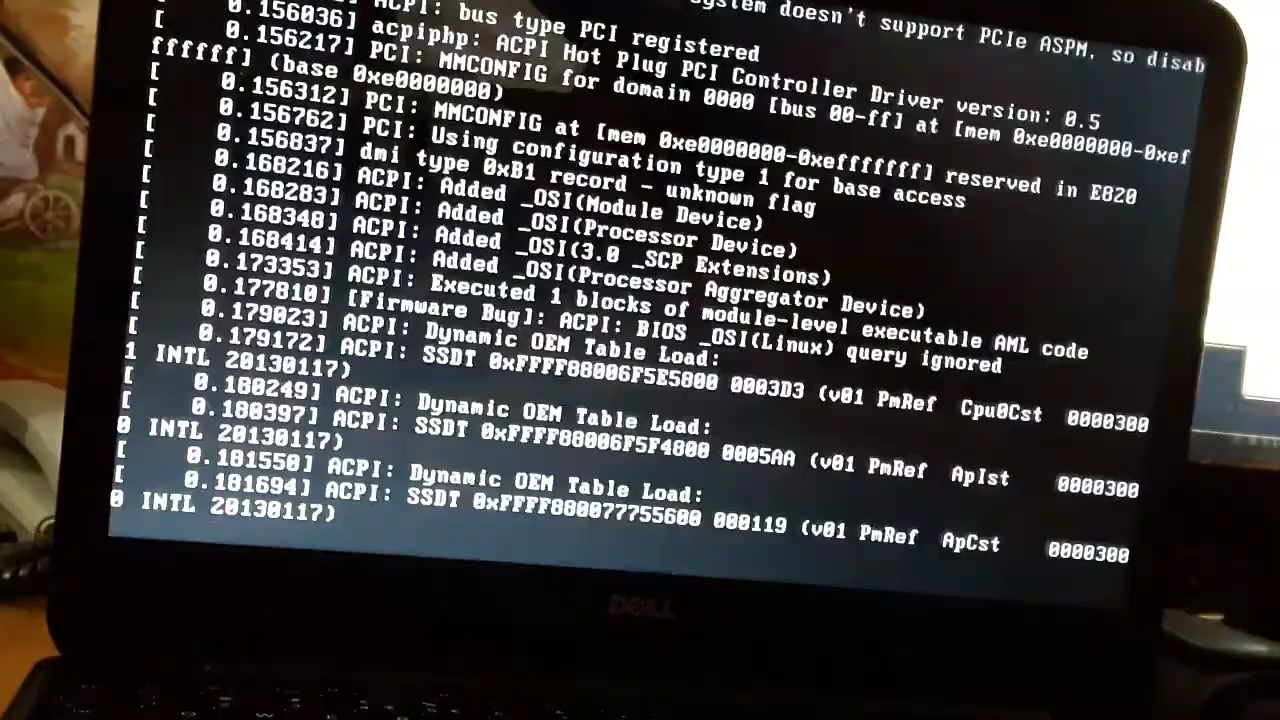 ystem doesn't support PCIe ASPM, so disab
ACPI: bus type PCI registered
0.156036] acpiphp: ACPI Hot Plug PCI Controller Driver version: 0.5
0.156217] PCI: MMCONFIG for domain 0000 [bus 00-ff] at [mem 0xe0000000-0xef
ffffff] (base 0xe0000000)
[ 0.156312] PCI: MMCONFIG at [mem 0xe0000000-0xefffffff] reserved in E820
[ 0.156762] PCI: Using configuration type 1 for base access
[ 0.156837] dmi type 0xB1 record - unknown flag
[ 0.168216] ACPI: Added _OSI(Module Device)
[ 0.168283] ACPI: Added _OSI(Processor Device)
[ 0.168348] ACPI: Added _OSI(3.0 _SCP Extensions)
[ 0.168414] ACPI: Added _OSI(Processor Aggregator Device)
[ 0.173353] ACPI: Executed 1 blocks of module-level executable AML code
[ 0.177810] [Firmware Bug]: ACPI: BIOS _OSI(Linux) query ignored
[ 0.179023] ACPI: Dynamic OEM Table Load:
[ 0.179172] ACPI: SSDT 0xFFFF88006F5E5800 0003D3 (v01 PmRef Cpu0Cst 0000300
1 INTL 20130117)
[ 0.180249] ACPI: Dynamic OEM Table Load:
[ 0.180397] ACPI: SSDT 0xFFFF88006F5F4800 0005AA (v01 PmRef ApIst 0000300
0 INTL 20130117)
[ 0.181550] ACPI: Dynamic OEM Table Load:
[ 0.181694] ACPI: SSDT 0xFFFF880077755600 000119 (v01 PmRef ApCst 0000300
0 INTL 20130117)
DELL